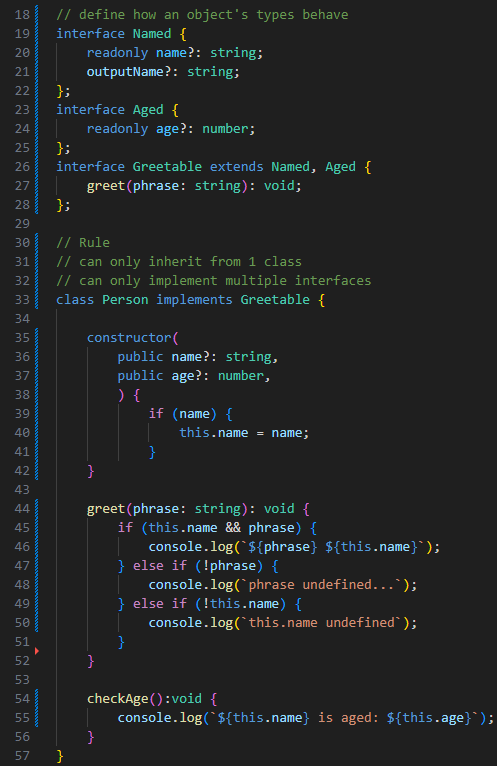 18 // define how an object's types behave
19 interface Named {
20     readonly name?: string;
21     outputName?: string;
22 };
23 interface Aged {
24     readonly age?: number;
25 };
26 interface Greetable extends Named, Aged {
27     greet(phrase: string): void;
28 };
29
30 // Rule
31 // can only inherit from 1 class
32 // can only implement multiple interfaces
33 class Person implements Greetable {
34
35     constructor(
36         public name?: string,
37         public age?: number,
38         ) {
39             if (name) {
40                 this.name = name;
41             }
42     }
43
44     greet(phrase: string): void {
45         if (this.name && phrase) {
46             console.log(`${phrase} ${this.name}`);
47         } else if (!phrase) {
48             console.log(`phrase undefined...`);
49         } else if (!this.name) {
50             console.log(`this.name undefined`);
51         }
52     }
53
54     checkAge():void {
55         console.log(`${this.name} is aged: ${this.age}`);
56     }
57 }